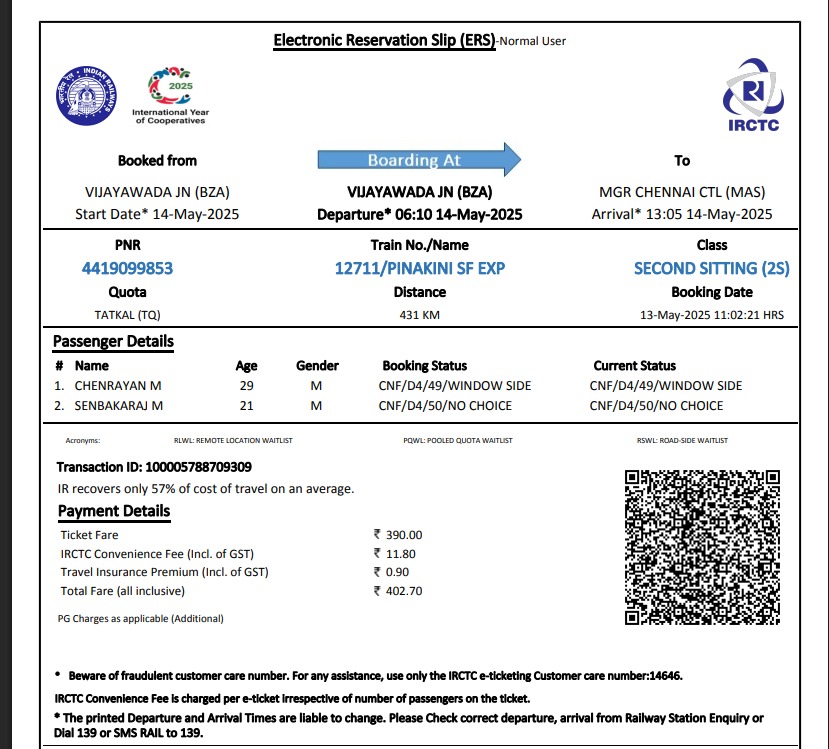 Electronic Reservation Slip (ERS)-Normal User
INDIAN RAILWAYS
2025
International Year
of Cooperatives
IRCTC
Booked from
Boarding At
To
VIJAYAWADA JN (BZA)
VIJAYAWADA JN (BZA)
MGR CHENNAI CTL (MAS)
Start Date* 14-May-2025
Departure* 06:10 14-May-2025
Arrival* 13:05 14-May-2025
PNR
Train No./Name
Class
4419099853
12711/PINAKINI SF EXP
SECOND SITTING (2S)
Quota
Distance
Booking Date
TATKAL (TQ)
431 KM
13-May-2025 11:02:21 HRS
Passenger Details
# Name Age Gender Booking Status Current Status
1. CHENRAYAN M 29 M CNF/D4/49/WINDOW SIDE CNF/D4/49/WINDOW SIDE
2. SENBAKARAJ M 21 M CNF/D4/50/NO CHOICE CNF/D4/50/NO CHOICE
Acronyms: RLWL: REMOTE LOCATION WAITLIST PQWL: POOLED QUOTA WAITLIST RSWL: ROAD-SIDE WAITLIST
Transaction ID: 100005788709309
IR recovers only 57% of cost of travel on an average.
Payment Details
Ticket Fare ₹ 390.00
IRCTC Convenience Fee (Incl. of GST) ₹ 11.80
Travel Insurance Premium (Incl. of GST) ₹ 0.90
Total Fare (all inclusive) ₹ 402.70
PG Charges as applicable (Additional)
* Beware of fraudulent customer care number. For any assistance, use only the IRCTC e-ticketing Customer care number:14646.
IRCTC Convenience Fee is charged per e-ticket irrespective of number of passengers on the ticket.
* The printed Departure and Arrival Times are liable to change. Please Check correct departure, arrival from Railway Station Enquiry or
Dial 139 or SMS RAIL to 139.